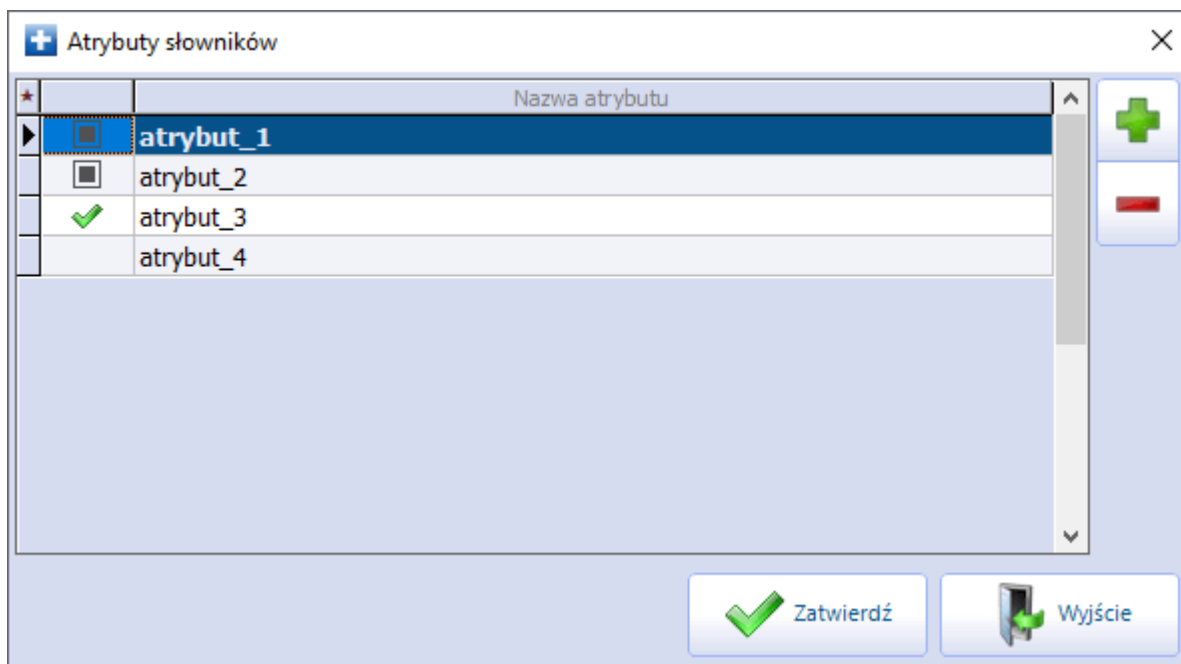 Atrybuty słowników
Nazwa atrybutu
atrybut_1
atrybut_2
atrybut_3
atrybut_4
Zatwierdź
Wyjście